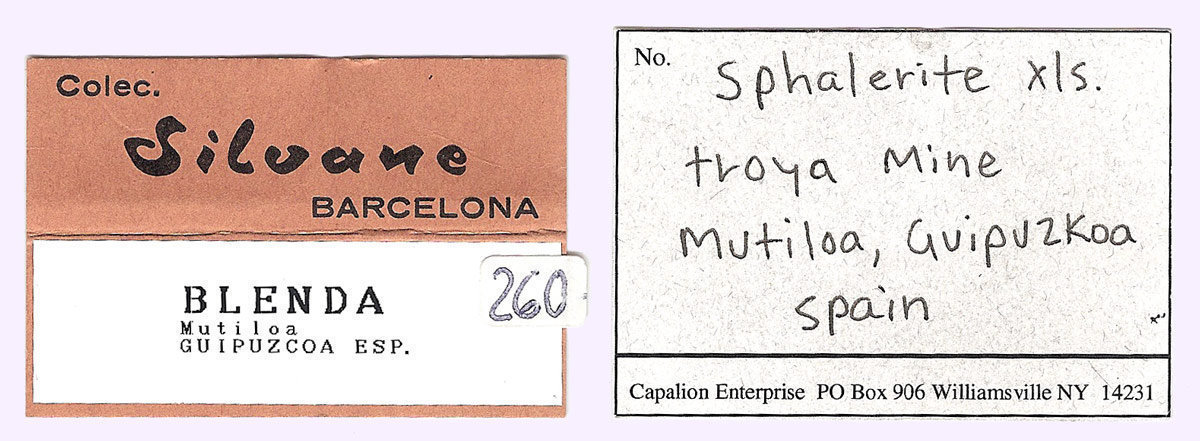 Colec.
Silvane
BARCELONA
BLENDA
Mutiloa
GUIPUZCOA ESP.
260
No.
Sphalerite xls.
troya Mine
Mutiloa, Guipuzkoa
spain
Capalion Enterprise PO Box 906 Williamsville NY 14231